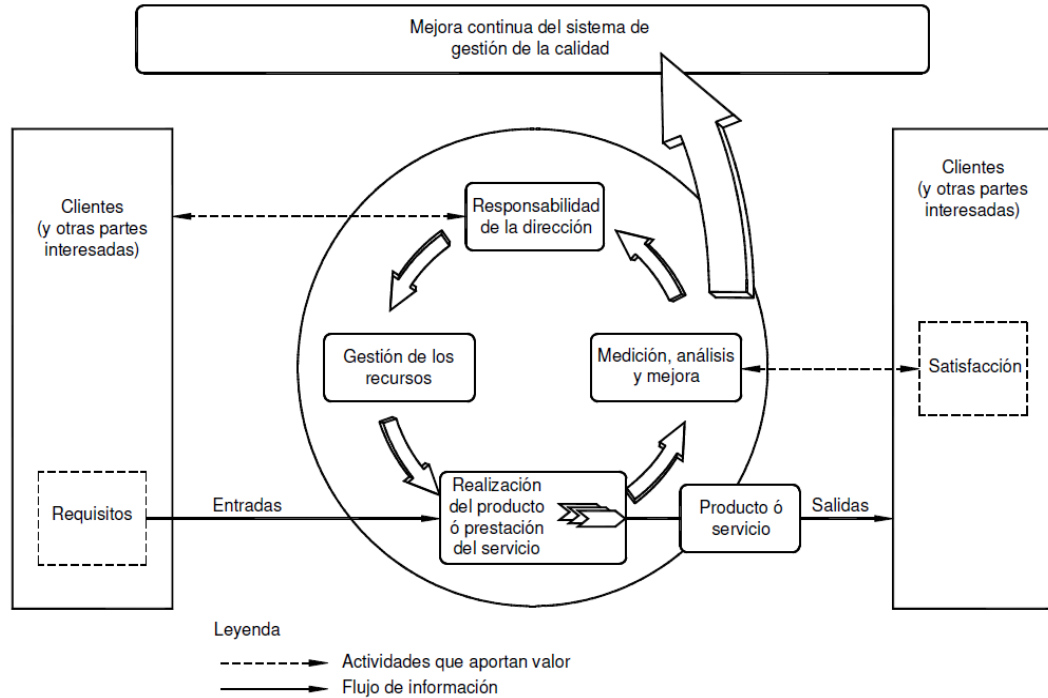 Mejora continua del sistema de
gestión de la calidad
Clientes
(y otras partes
interesadas)
Responsabilidad
de la dirección
Clientes
(y otras partes
interesadas)
Gestión de los
recursos
Medición, análisis
y mejora
Satisfacción
Requisitos
Entradas
Realización
del producto
ó prestación
del servicio
Producto ó
servicio
Salidas
Leyenda
Actividades que aportan valor
Flujo de información